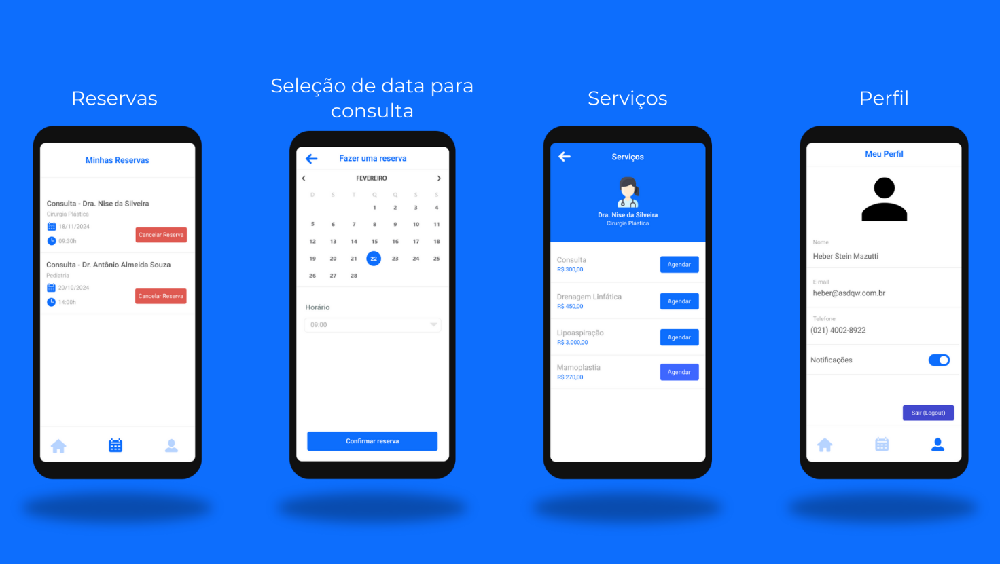 Reservas
Minhas Reservas
Consulta - Dra. Nise da Silveira
Cirurgia Plástica
18/11/2024
09:30h
Cancelar Reserva
Consulta - Dr. Antônio Almeida Souza
Pediatria
20/10/2024
14:00h
Cancelar Reserva
Seleção de data para
consulta
Fazer uma reserva
FEVEREIRO
D S T Q Q S S
1 2 3 4
5 6 7 8 9 10 11
12 13 14 15 16 17 18
19 20 21 22 23 24 25
26 27 28
Horário
09:00
Confirmar reserva
Serviços
Serviços
Dra. Nise da Silveira
Cirurgia Plástica
Consulta
R$ 300,00
Agendar
Drenagem Linfática
R$ 450,00
Agendar
Lipoaspiração
R$ 3.000,00
Agendar
Mamoplastia
R$ 270,00
Agendar
Perfil
Meu Perfil
Nome
Heber Stein Mazutti
E-mail
heber@asdqw.com.br
Telefone
(021) 4002-8922
Notificações
Sair (Logout)